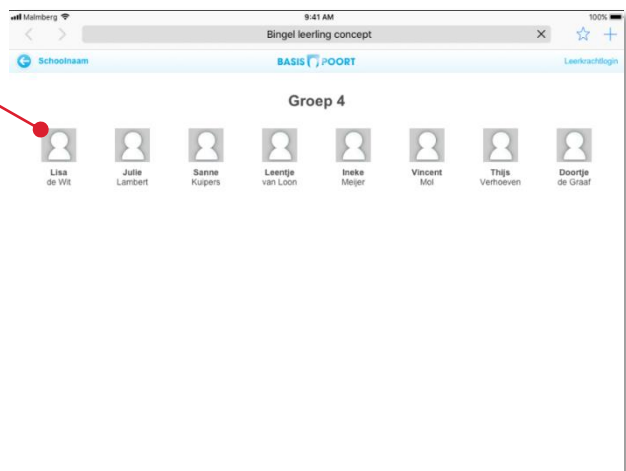 Malmberg 9:41 AM 100%
Bingel leerling concept
Schoolnaam BASIS POORT Leerkrachtlogin
Groep 4
Lisa Julie Sanne Leentje Ineke Vincent Thijs Doortje
de Wit Lambert Kuipers van Loon Meijer Mol Verhoeven de Graaf